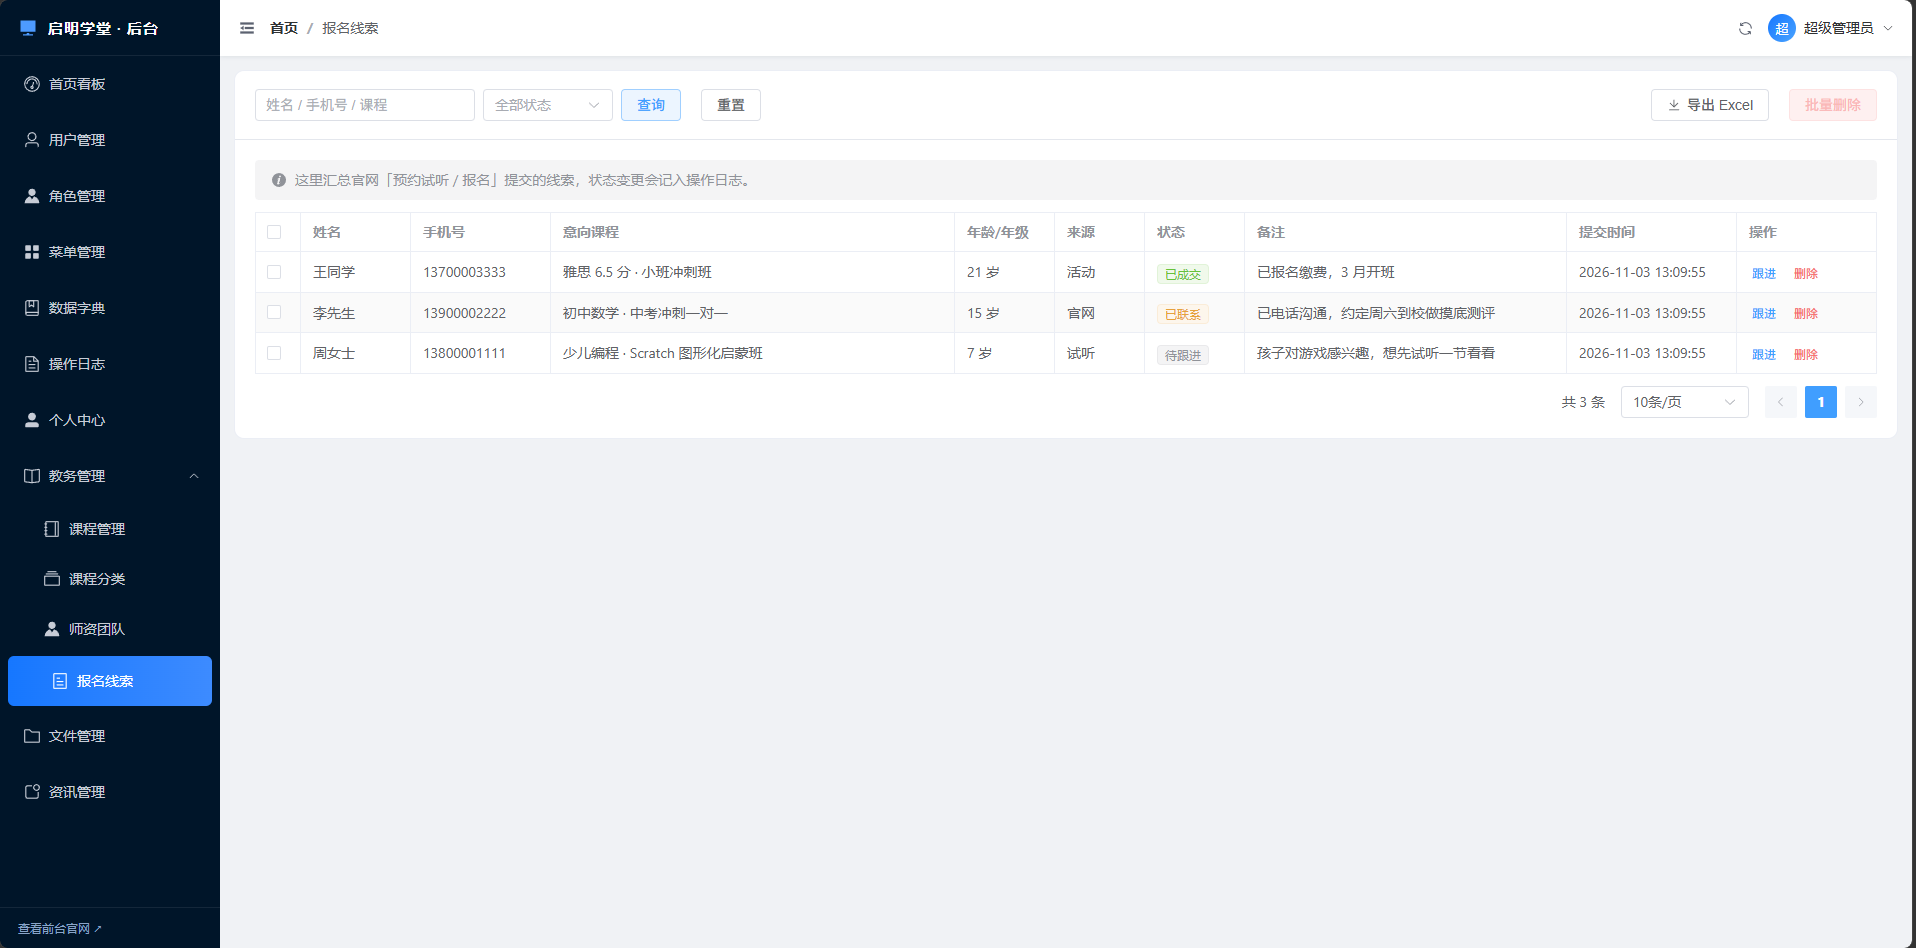 启明学堂 · 后台
首页看板
用户管理
角色管理
菜单管理
数据字典
操作日志
个人中心
教务管理
课程管理
课程分类
师资团队
报名线索
文件管理
资讯管理
查看前台官网 ↗
首页 / 报名线索
超 超级管理员
姓名 / 手机号 / 课程 全部状态 查询 重置 导出 Excel 批量删除
这里汇总官网「预约试听 / 报名」提交的线索，状态变更会记入操作日志。
姓名 手机号 意向课程 年龄/年级 来源 状态 备注 提交时间 操作
王同学 13700003333 雅思 6.5 分 · 小班冲刺班 21 岁 活动 已成交 已报名缴费，3 月开班 2026-11-03 13:09:55 跟进 删除
李先生 13900002222 初中数学 · 中考冲刺一对一 15 岁 官网 已联系 已电话沟通，约定周六到校做摸底测评 2026-11-03 13:09:55 跟进 删除
周女士 13800001111 少儿编程 · Scratch 图形化启蒙班 7 岁 试听 待跟进 孩子对游戏感兴趣，想先试听一节看看 2026-11-03 13:09:55 跟进 删除
共 3 条 10条/页 1